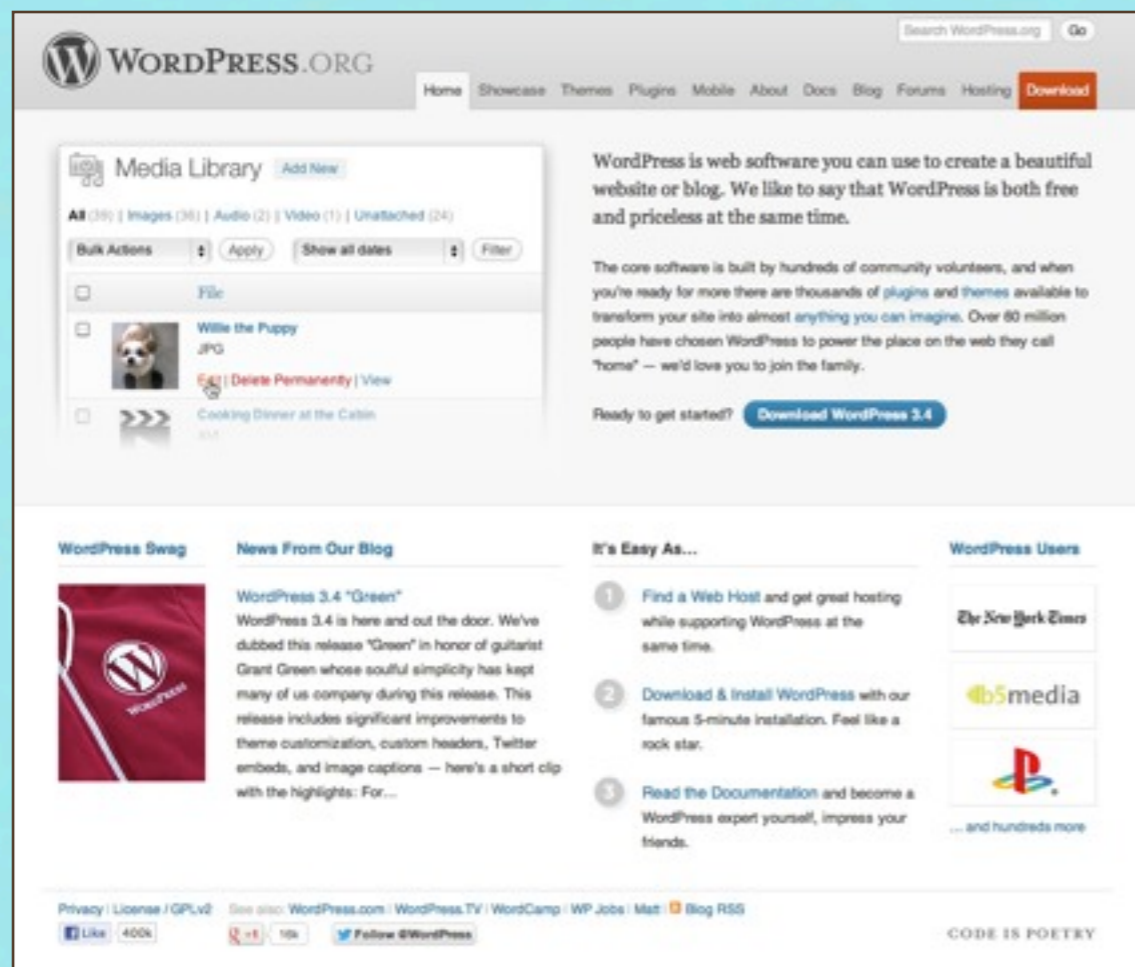 Search WordPress.org Go
WORDPRESS.ORG
Home Showcase Themes Plugins Mobile About Docs Blog Forums Hosting Download
Media Library Add New
All (39) | Images (36) | Audio (2) | Video (1) | Unattached (24)
Bulk Actions Apply Show all dates Filter
File
Willie the Puppy
JPG
Edit | Delete Permanently | View
Cooking Dinner at the Cabin
WordPress is web software you can use to create a beautiful
website or blog. We like to say that WordPress is both free
and priceless at the same time.
The core software is built by hundreds of community volunteers, and when
you're ready for more there are thousands of plugins and themes available to
transform your site into almost anything you can imagine. Over 60 million
people have chosen WordPress to power the place on the web they call
"home" — we'd love you to join the family.
Ready to get started? Download WordPress 3.4
WordPress Swag
WORDPRESS
News From Our Blog
WordPress 3.4 "Green"
WordPress 3.4 is here and out the door. We've
dubbed this release "Green" in honor of guitarist
Grant Green whose soulful simplicity has kept
many of us company during this release. This
release includes significant improvements to
theme customization, custom headers, Twitter
embeds, and image captions — here's a short clip
with the highlights: For...
It's Easy As...
1 Find a Web Host and get great hosting
while supporting WordPress at the
same time.
2 Download & Install WordPress with our
famous 5-minute installation. Feel like a
rock star.
3 Read the Documentation and become a
WordPress expert yourself, impress your
friends.
WordPress Users
The New York Times
b5media
... and hundreds more
Privacy | License / GPLv2 See also: WordPress.com | WordPress.TV | WordCamp | WP Jobs | Matt | Blog RSS
Like 400k +1 16k Follow @WordPress
CODE IS POETRY